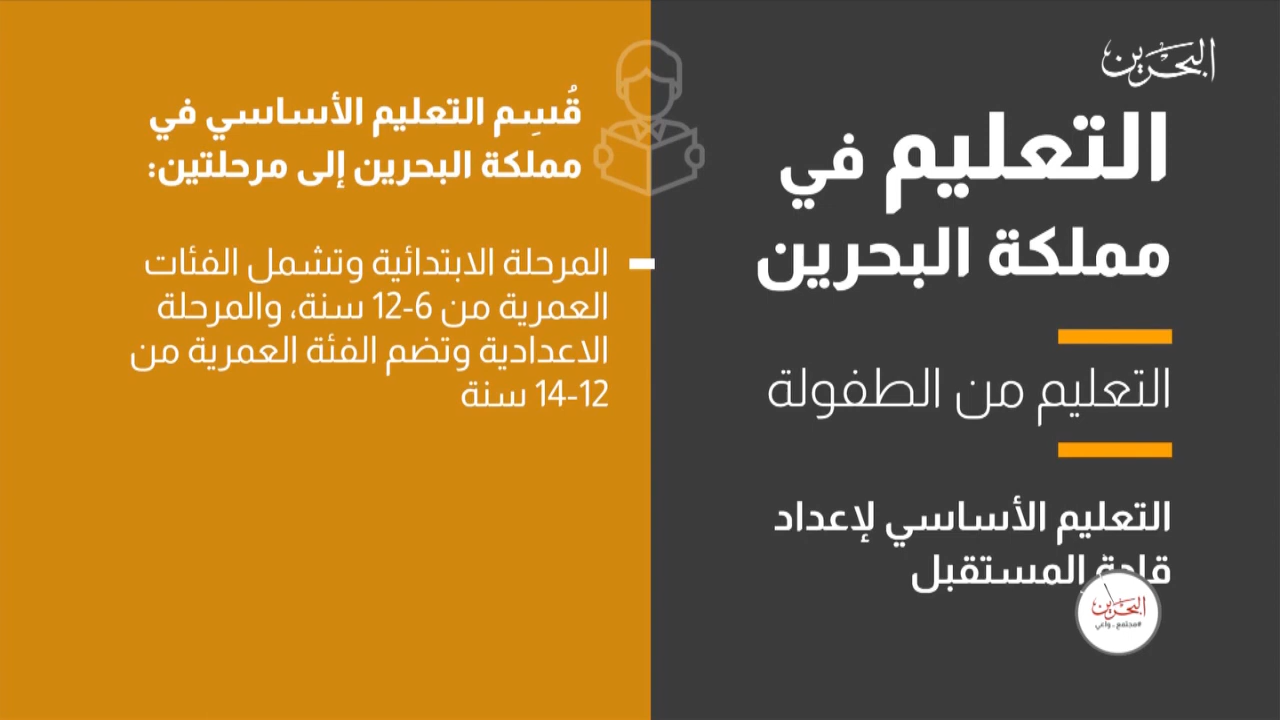 البحرين
التعليم في
مملكة البحرين
التعليم من الطفولة
التعليم الأساسي لإعداد
قادة المستقبل
البحرين
#مجتمع_واعي
قُسِم التعليم الأساسي في
مملكة البحرين إلى مرحلتين:
المرحلة الابتدائية وتشمل الفئات
العمرية من 6-12 سنة، والمرحلة
الاعدادية وتضم الفئة العمرية من
12-14 سنة